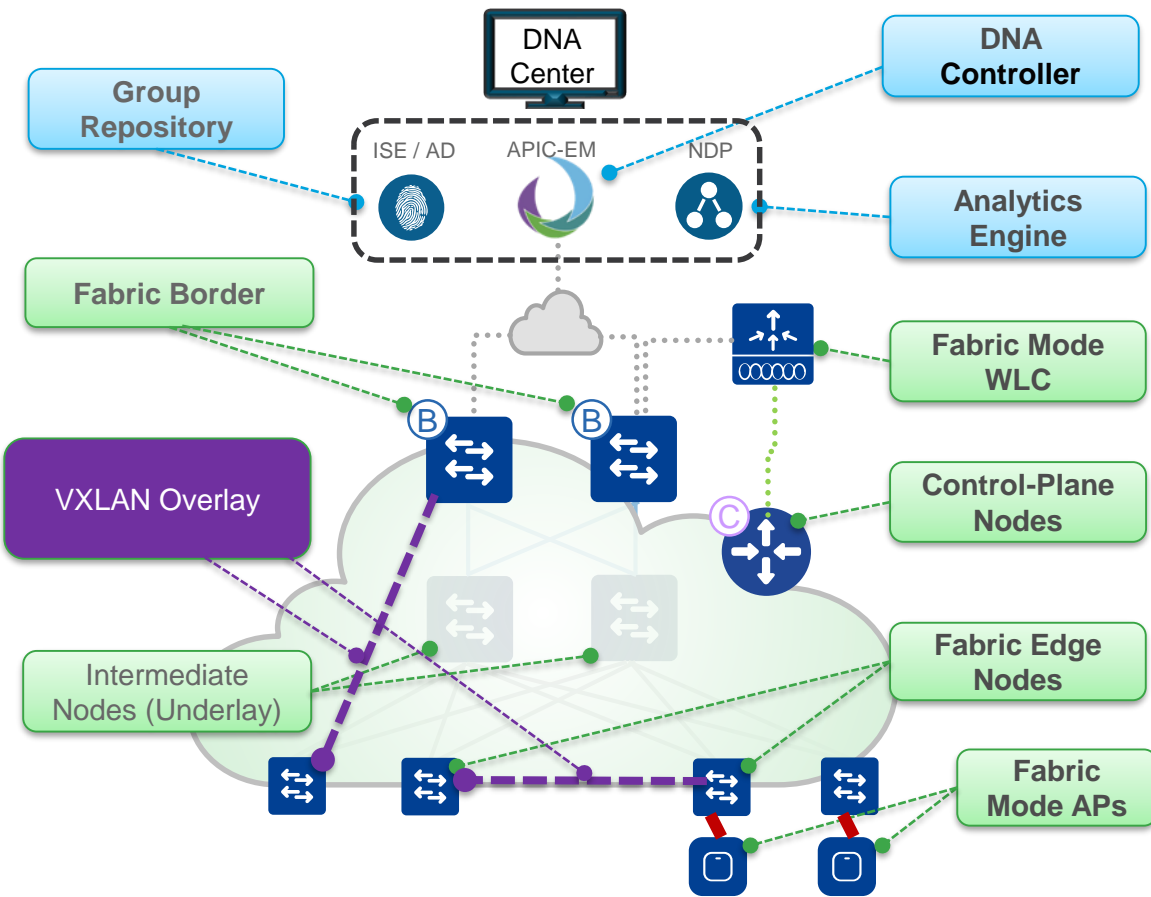 DNA
Center
DNA
Controller
Group
Repository
ISE / AD
APIC-EM
NDP
Analytics
Engine
Fabric Border
Fabric Mode
WLC
B
B
VXLAN Overlay
Control-Plane
Nodes
C
Intermediate
Nodes (Underlay)
Fabric Edge
Nodes
Fabric
Mode APs